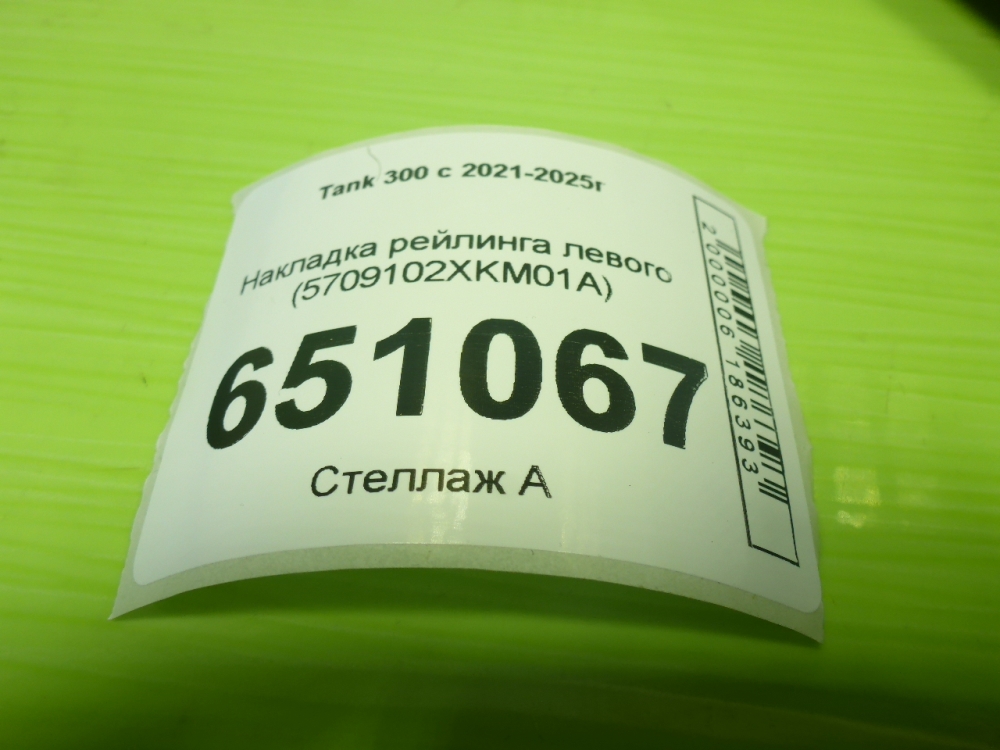 Tank 300 с 2021-2025г
Накладка рейлинга левого
(5709102XKM01A)
651067
Стеллаж А
2000006186393